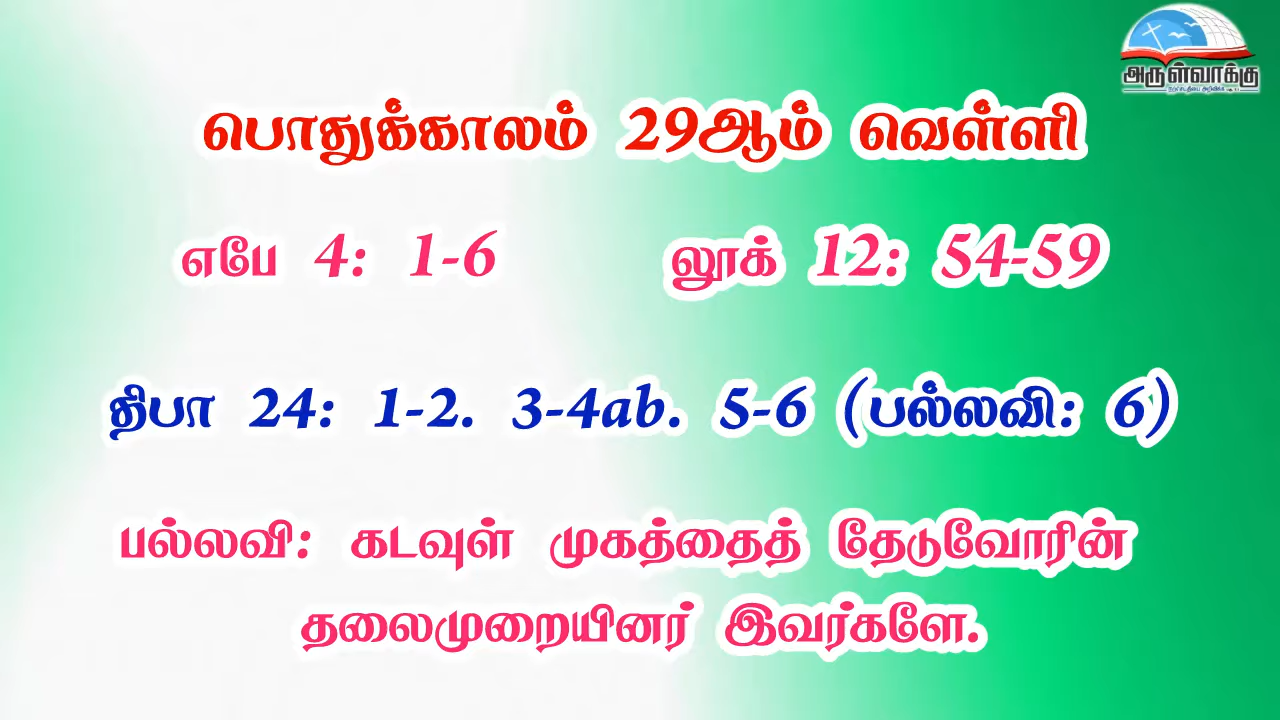 அருள்வாக்கு
பொதுக்காலம் 29ஆம் வெள்ளி
எபே 4: 1-6 லூக் 12: 54-59
திபா 24: 1-2. 3-4ab. 5-6 (பல்லவி: 6)
பல்லவி: கடவுள் முகத்தைத் தேடுவோரின்
தலைமுறையினர் இவர்களே.